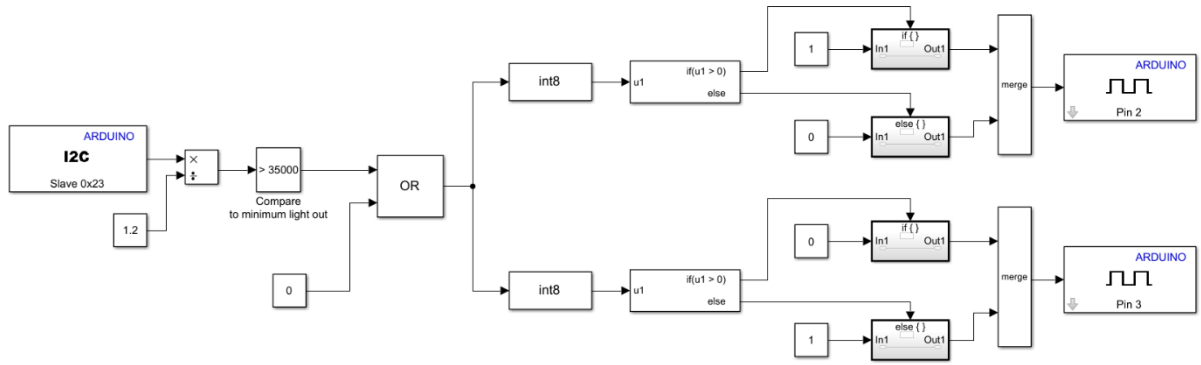 ARDUINO
I2C
Slave 0x23
×
÷
1.2
> 35000
Compare
to minimum light out
0
OR
int8
u1
if(u1 > 0)
else
1
if { }
In1
Out1
0
else { }
In1
Out1
merge
ARDUINO
Pin 2
int8
u1
if(u1 > 0)
else
0
if { }
In1
Out1
1
else { }
In1
Out1
merge
ARDUINO
Pin 3